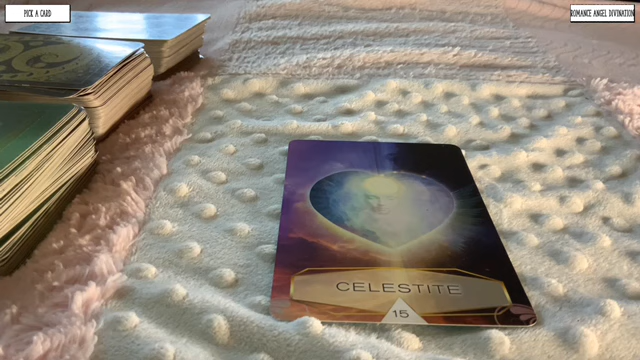 PICK A CARD
ROMANCE ANGEL DIVINATION
CELESTITE
15